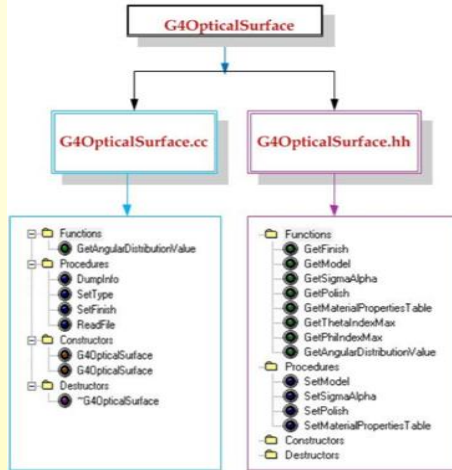 G4OpticalSurface
G4OpticalSurface.cc
G4OpticalSurface.hh
Functions
GetAngularDistributionValue
Procedures
DumpInfo
SetType
SetFinish
ReadFile
Constructors
G4OpticalSurface
G4OpticalSurface
Destructors
~G4OpticalSurface
Functions
GetFinish
GetModel
GetSigmaAlpha
GetPolish
GetMaterialPropertiesTable
GetThetaIndexMax
GetPhiIndexMax
GetAngularDistributionValue
Procedures
SetModel
SetSigmaAlpha
SetPolish
SetMaterialPropertiesTable
Constructors
Destructors